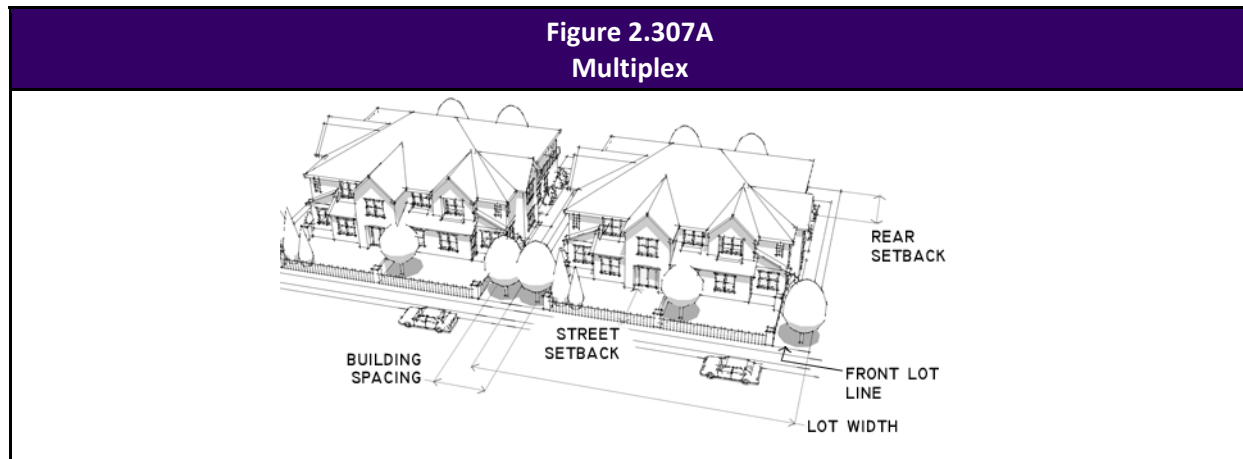 Figure 2.307A
Multiplex
REAR
SETBACK
STREET
SETBACK
BUILDING
SPACING
FRONT LOT
LINE
LOT WIDTH